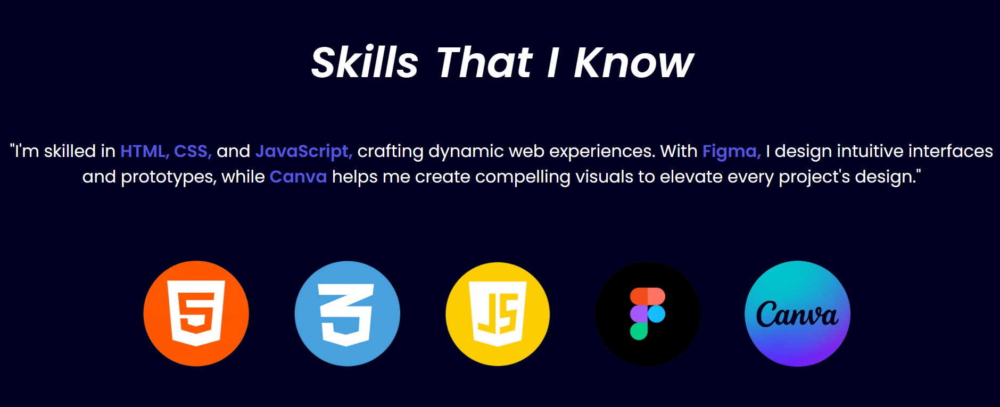 Skills That I Know
"I'm skilled in HTML, CSS, and JavaScript, crafting dynamic web experiences. With Figma, I design intuitive interfaces
and prototypes, while Canva helps me create compelling visuals to elevate every project's design."
5
3
JS
Canva